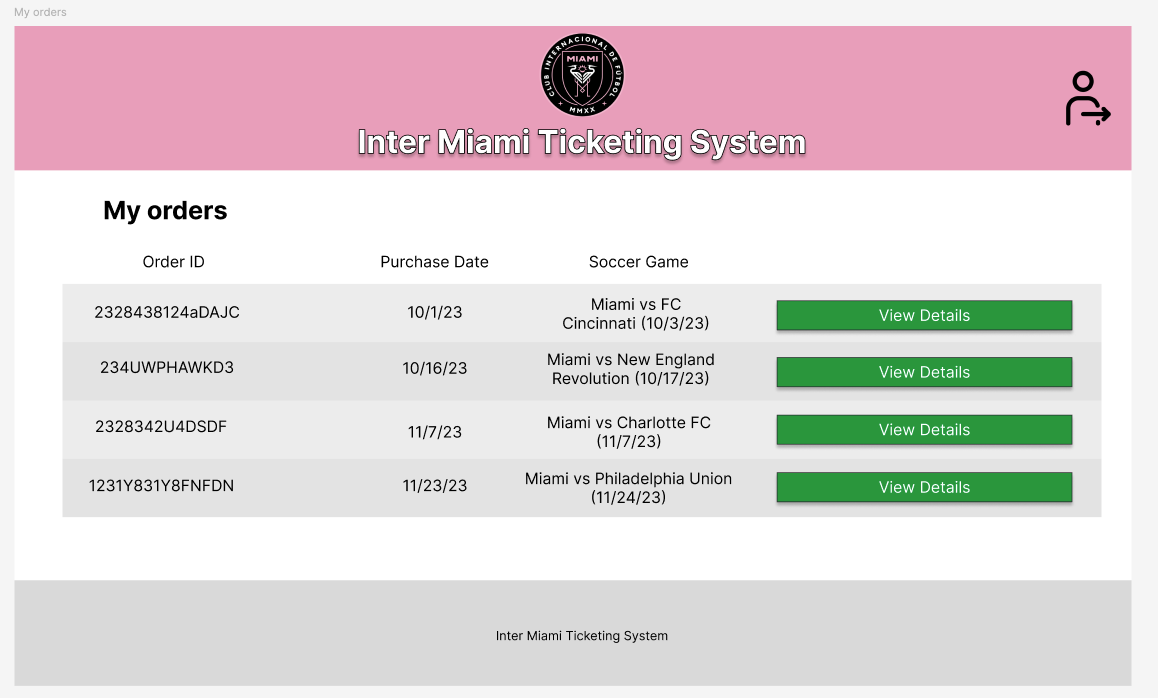 My orders
CLUB INTERNACIONAL DE FÚTBOL
MIAMI
MMXX
Inter Miami Ticketing System
My orders
Order ID Purchase Date Soccer Game
2328438124aDAJC 10/1/23 Miami vs FC
Cincinnati (10/3/23) View Details
234UWPHAWKD3 10/16/23 Miami vs New England
Revolution (10/17/23) View Details
2328342U4DSDF 11/7/23 Miami vs Charlotte FC
(11/7/23) View Details
1231Y831Y8FNFDN 11/23/23 Miami vs Philadelphia Union
(11/24/23) View Details
Inter Miami Ticketing System